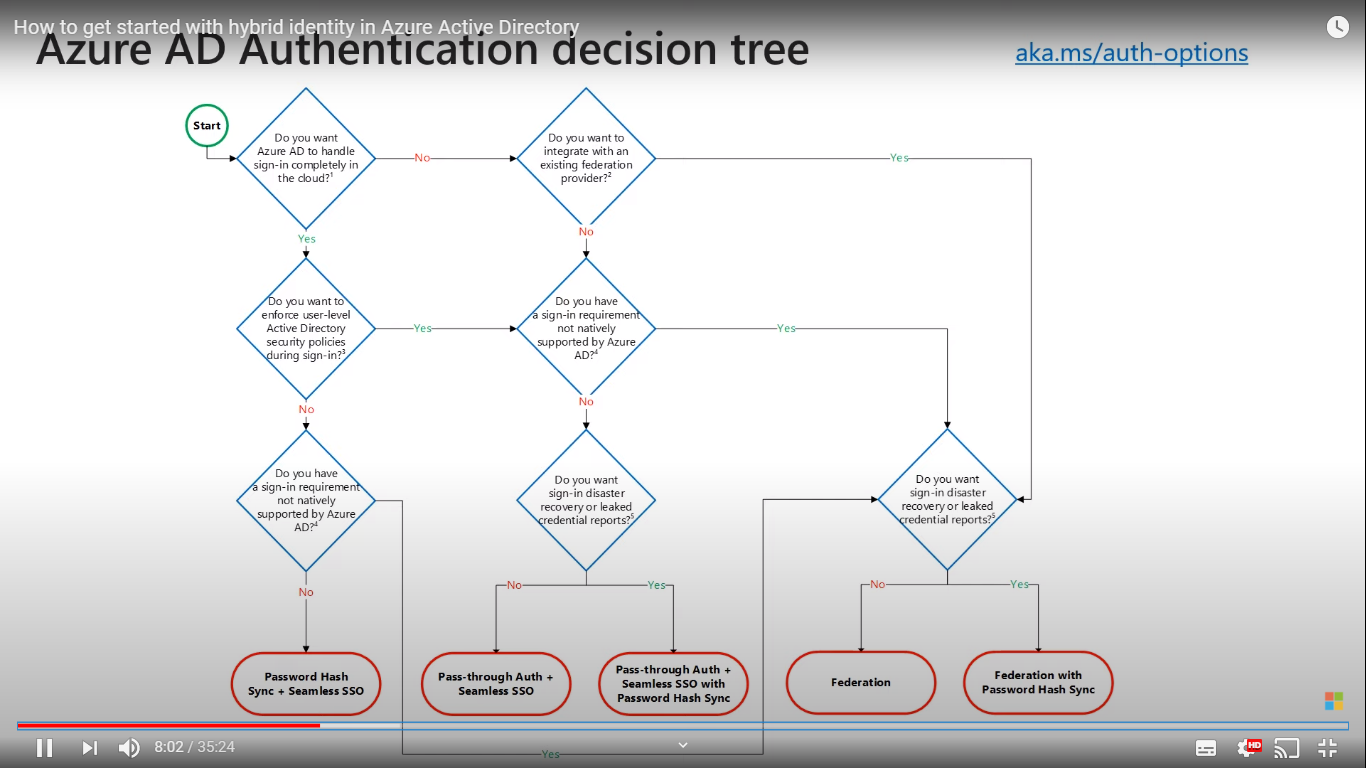 How to get started with hybrid identity in Azure Active Directory
Azure AD Authentication decision tree
aka.ms/auth-options
Start
Do you want
Azure AD to handle
sign-in completely in
the cloud?¹
No
Do you want to
integrate with an
existing federation
provider?²
Yes
Yes
No
Do you want to
enforce user-level
Active Directory
security policies
during sign-in?³
Yes
Do you have
a sign-in requirement
not natively
supported by Azure
AD?⁴
Yes
No
No
Do you have
a sign-in requirement
not natively
supported by Azure
AD?⁴
Do you want
sign-in disaster
recovery or leaked
credential reports?⁵
Do you want
sign-in disaster
recovery or leaked
credential reports?⁵
No
No
Yes
No
Yes
Password Hash
Sync + Seamless SSO
Pass-through Auth +
Seamless SSO
Pass-through Auth +
Seamless SSO with
Password Hash Sync
Federation
Federation with
Password Hash Sync
Yes
8:02 / 35:24
HD